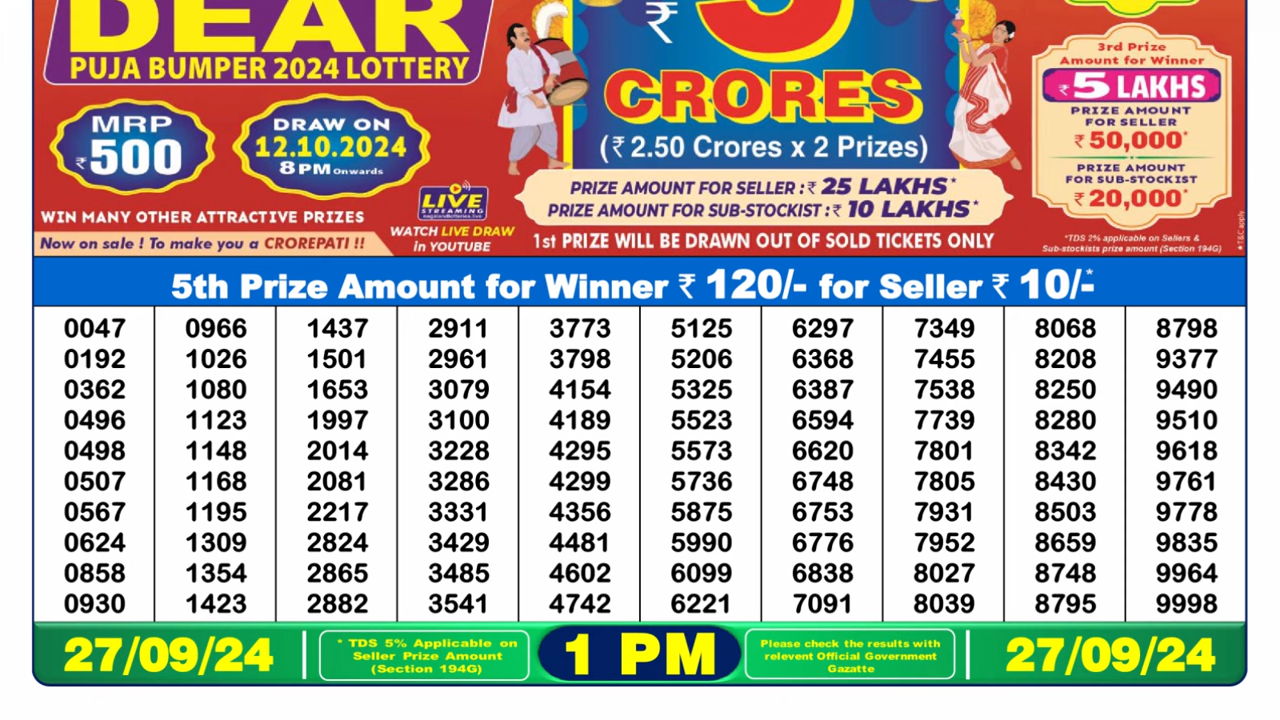 DEAR
PUJA BUMPER 2024 LOTTERY
MRP
₹500
DRAW ON
12.10.2024
8PM Onwards
WIN MANY OTHER ATTRACTIVE PRIZES
Now on sale ! To make you a CROREPATI !!
LIVE
STREAMING
WATCH LIVE DRAW
in YOUTUBE
₹ 5
CRORES
(₹ 2.50 Crores x 2 Prizes)
PRIZE AMOUNT FOR SELLER :₹ 25 LAKHS*
PRIZE AMOUNT FOR SUB-STOCKIST :₹ 10 LAKHS*
1st PRIZE WILL BE DRAWN OUT OF SOLD TICKETS ONLY
3rd Prize
Amount for Winner
₹5 LAKHS
PRIZE AMOUNT
FOR SELLER
₹ 50,000*
PRIZE AMOUNT
FOR SUB-STOCKIST
₹ 20,000*
*TDS 2% applicable on Sellers &
Sub-stockists prize amount (Section 194G)
★T&C apply
5th Prize Amount for Winner ₹ 120/- for Seller ₹ 10/-*
0047 0966 1437 2911 3773 5125 6297 7349 8068 8798
0192 1026 1501 2961 3798 5206 6368 7455 8208 9377
0362 1080 1653 3079 4154 5325 6387 7538 8250 9490
0496 1123 1997 3100 4189 5523 6594 7739 8280 9510
0498 1148 2014 3228 4295 5573 6620 7801 8342 9618
0507 1168 2081 3286 4299 5736 6748 7805 8430 9761
0567 1195 2217 3331 4356 5875 6753 7931 8503 9778
0624 1309 2824 3429 4481 5990 6776 7952 8659 9835
0858 1354 2865 3485 4602 6099 6838 8027 8748 9964
0930 1423 2882 3541 4742 6221 7091 8039 8795 9998
27/09/24
* TDS 5% Applicable on
Seller Prize Amount
(Section 194G)
1 PM
Please check the results with
relevent Official Government
Gazatte
27/09/24